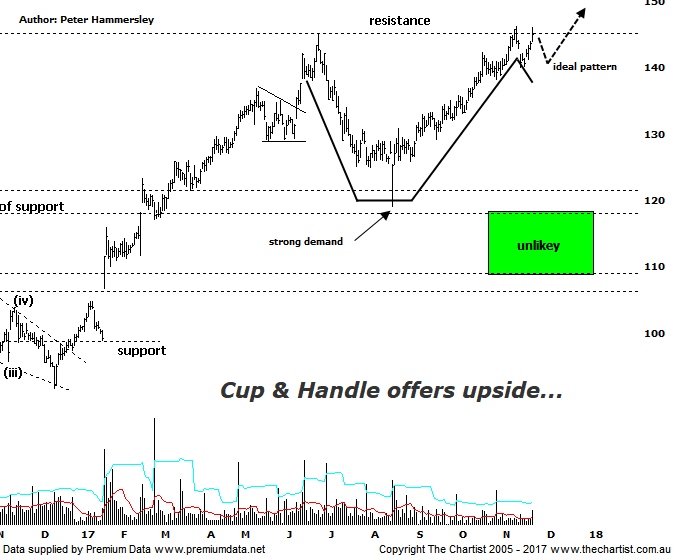 Author: Peter Hammersley
resistance
150
ideal pattern
140
130
120
of support
strong demand
unlikey
110
(iv)
100
support
(iii)
Cup & Handle offers upside...
N D 17 F M A M J J A S O N D 18
Data supplied by Premium Data www.premiumdata.net
Copyright The Chartist 2005 - 2017 www.thechartist.com.au